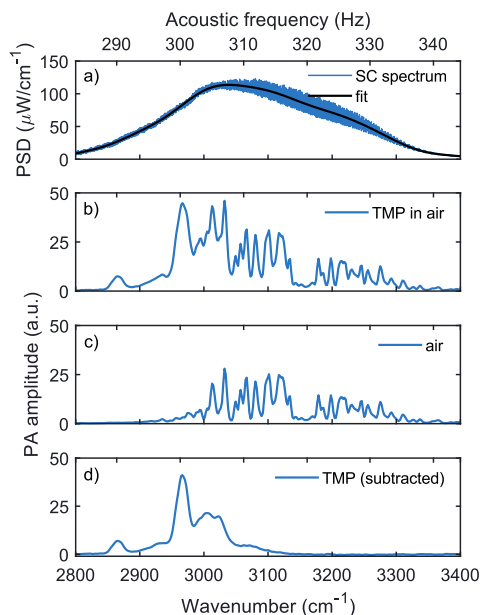 Acoustic frequency (Hz)
290 300 310 320 330 340
PSD (μW/cm⁻¹)
150
100
50
0
a)
SC spectrum
fit
PA amplitude (a.u.)
50
25
0
b)
TMP in air
50
25
0
c)
air
50
25
0
d)
TMP (subtracted)
2800 2900 3000 3100 3200 3300 3400
Wavenumber (cm⁻¹)